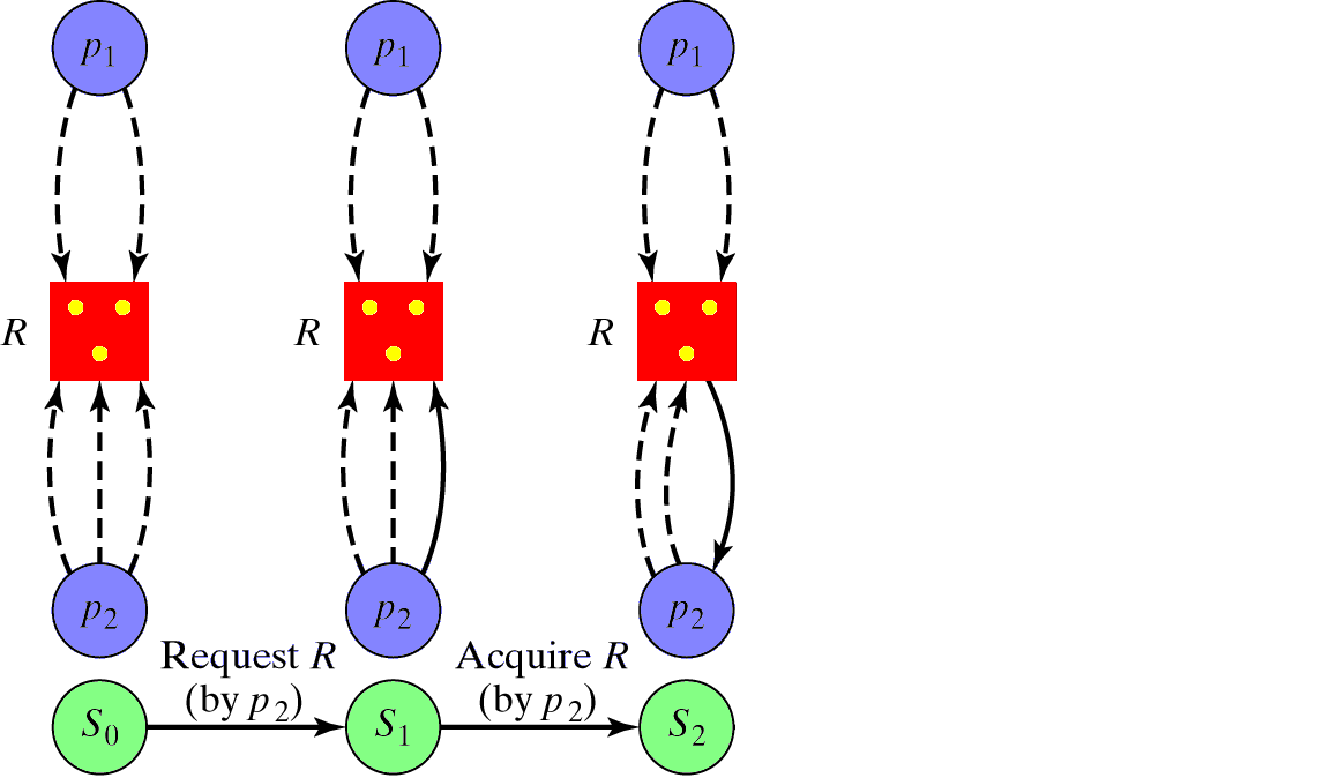 p1 p1 p1
R R R
p2 p2 p2
Request R Acquire R
(by p2) (by p2)
S0 S1 S2